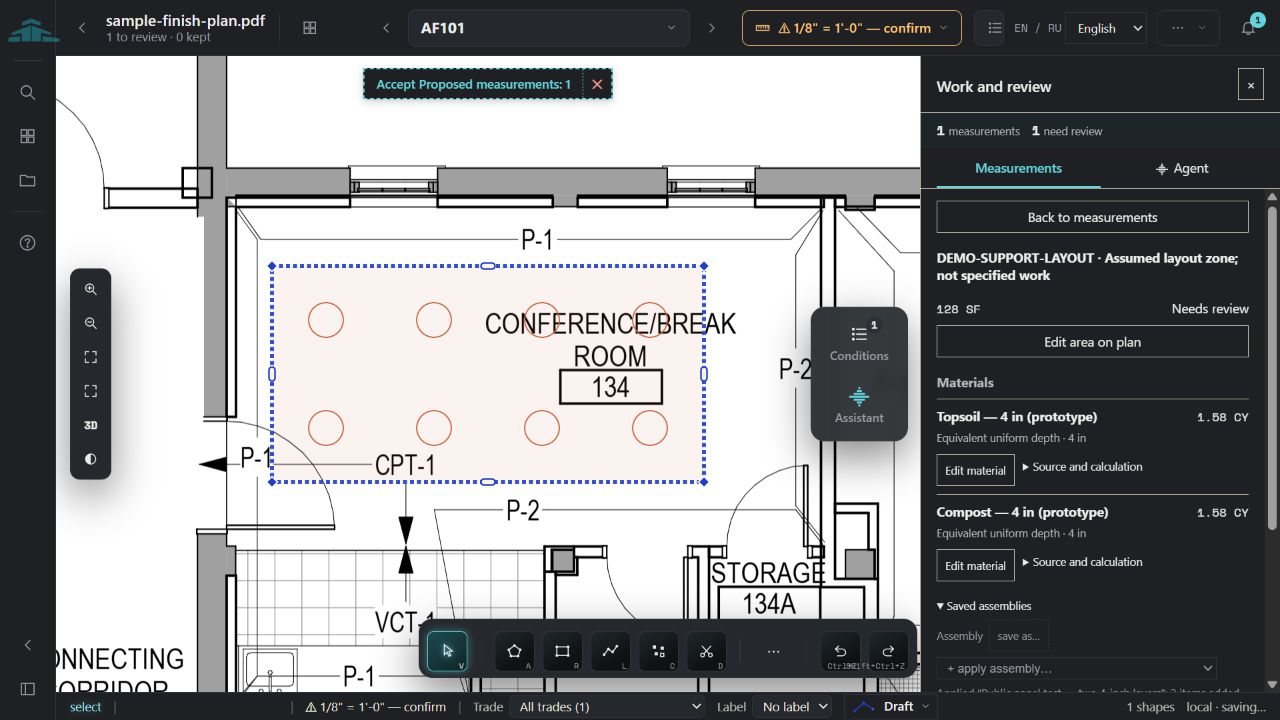 sample-finish-plan.pdf
1 to review · 0 kept
AF101
⚠ 1/8" = 1'-0" — confirm
EN / RU
English
1
Accept Proposed measurements: 1
Work and review
1 measurements 1 need review
Measurements
Agent
Back to measurements
DEMO-SUPPORT-LAYOUT · Assumed layout zone;
not specified work
128 SF
Needs review
Edit area on plan
Materials
Topsoil — 4 in (prototype)
1.58 CY
Equivalent uniform depth · 4 in
Edit material
Source and calculation
Compost — 4 in (prototype)
1.58 CY
Equivalent uniform depth · 4 in
Edit material
Source and calculation
Saved assemblies
Assembly
save as...
+ apply assembly...
P-1
CONFERENCE/BREAK
ROOM
134
P-2
P-1
CPT-1
P-2
STORAGE
134A
VCT-1
P-1
3D
1
Conditions
Assistant
V
A
R
L
C
D
select
⚠ 1/8" = 1'-0" — confirm
Trade
All trades (1)
Label
No label
Draft
1 shapes
local · saving...